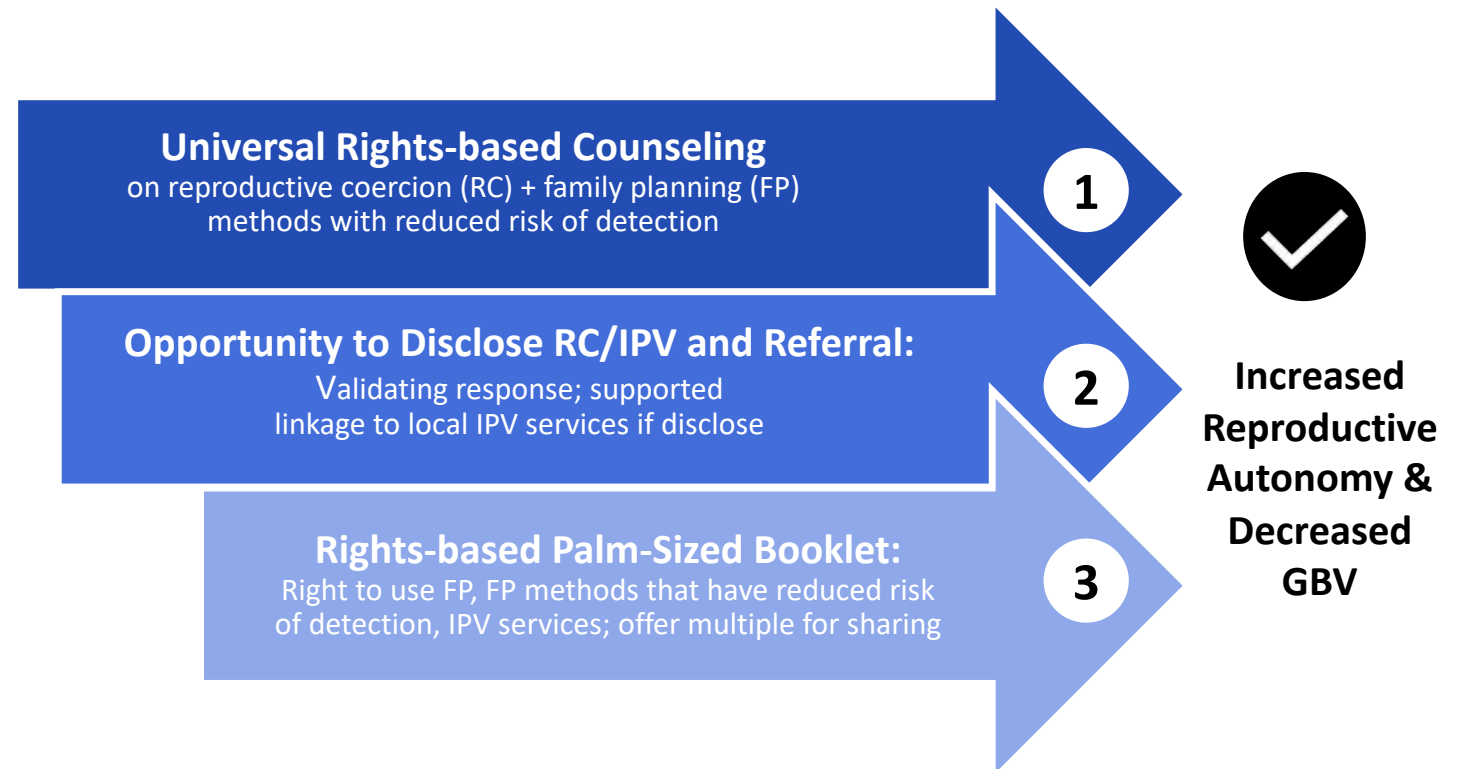 Universal Rights-based Counseling
on reproductive coercion (RC) + family planning (FP)
methods with reduced risk of detection
1
Opportunity to Disclose RC/IPV and Referral:
Validating response; supported
linkage to local IPV services if disclose
2
Rights-based Palm-Sized Booklet:
Right to use FP, FP methods that have reduced risk
of detection, IPV services; offer multiple for sharing
3
Increased
Reproductive
Autonomy &
Decreased
GBV